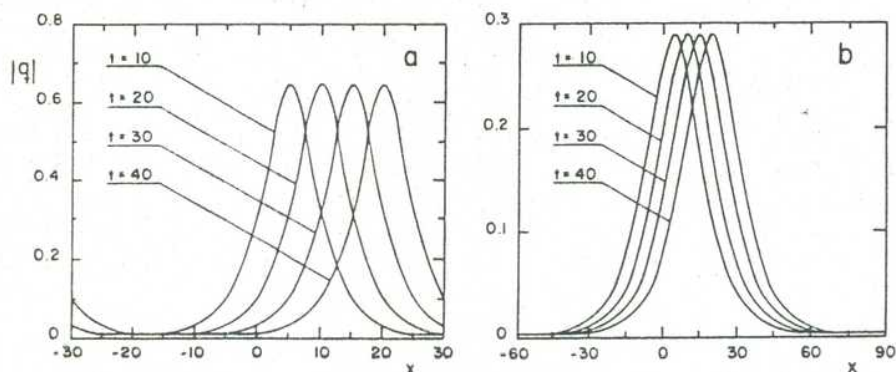 0.8
|q|
0.6
0.4
0.2
0
-30 -20 -10 0 10 20 30
x
a
t = 10
t = 20
t = 30
t = 40
0.3
0.2
0.1
0
-60 -30 0 30 60 90
x
b
t = 10
t = 20
t = 30
t = 40